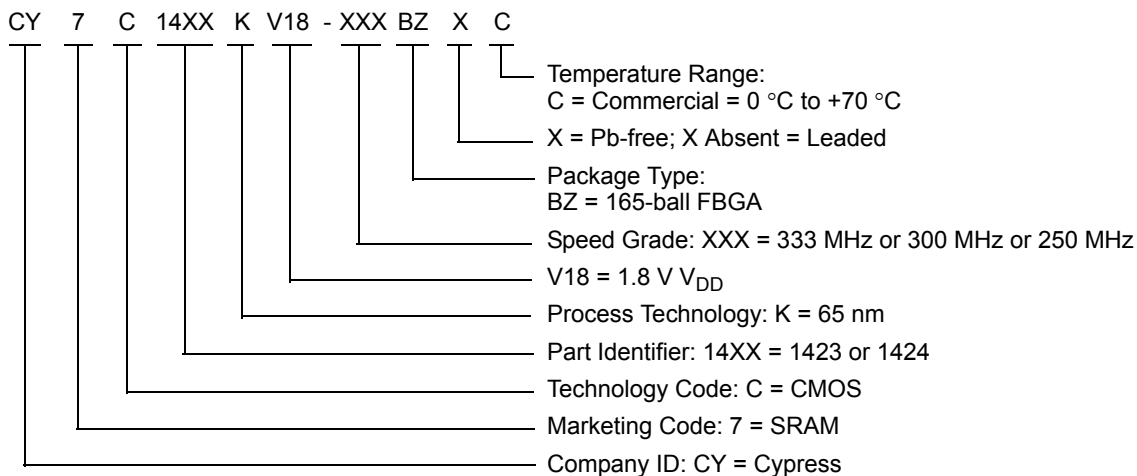 CY 7 C 14XX K V18 - XXX BZ X C
Temperature Range:
C = Commercial = 0 °C to +70 °C
X = Pb-free; X Absent = Leaded
Package Type:
BZ = 165-ball FBGA
Speed Grade: XXX = 333 MHz or 300 MHz or 250 MHz
V18 = 1.8 V VDD
Process Technology: K = 65 nm
Part Identifier: 14XX = 1423 or 1424
Technology Code: C = CMOS
Marketing Code: 7 = SRAM
Company ID: CY = Cypress